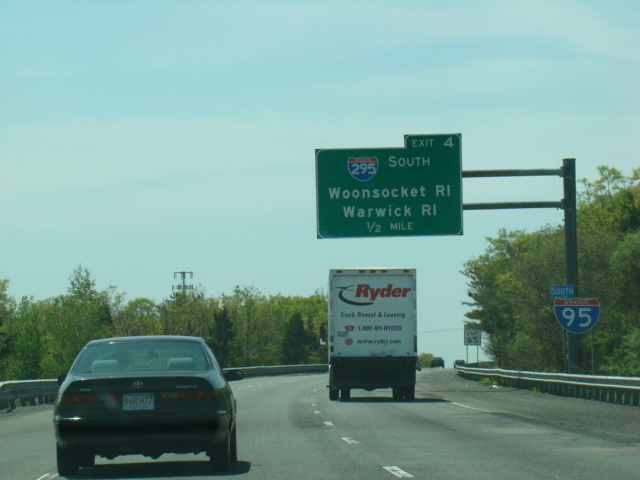 EXIT 4
295 SOUTH
WOONSOCKET RI
WARWICK RI
1/2 MILE
SOUTH
95
Ryder
Truck Rental & Leasing
1-800-GO-RYDER
www.ryder.com